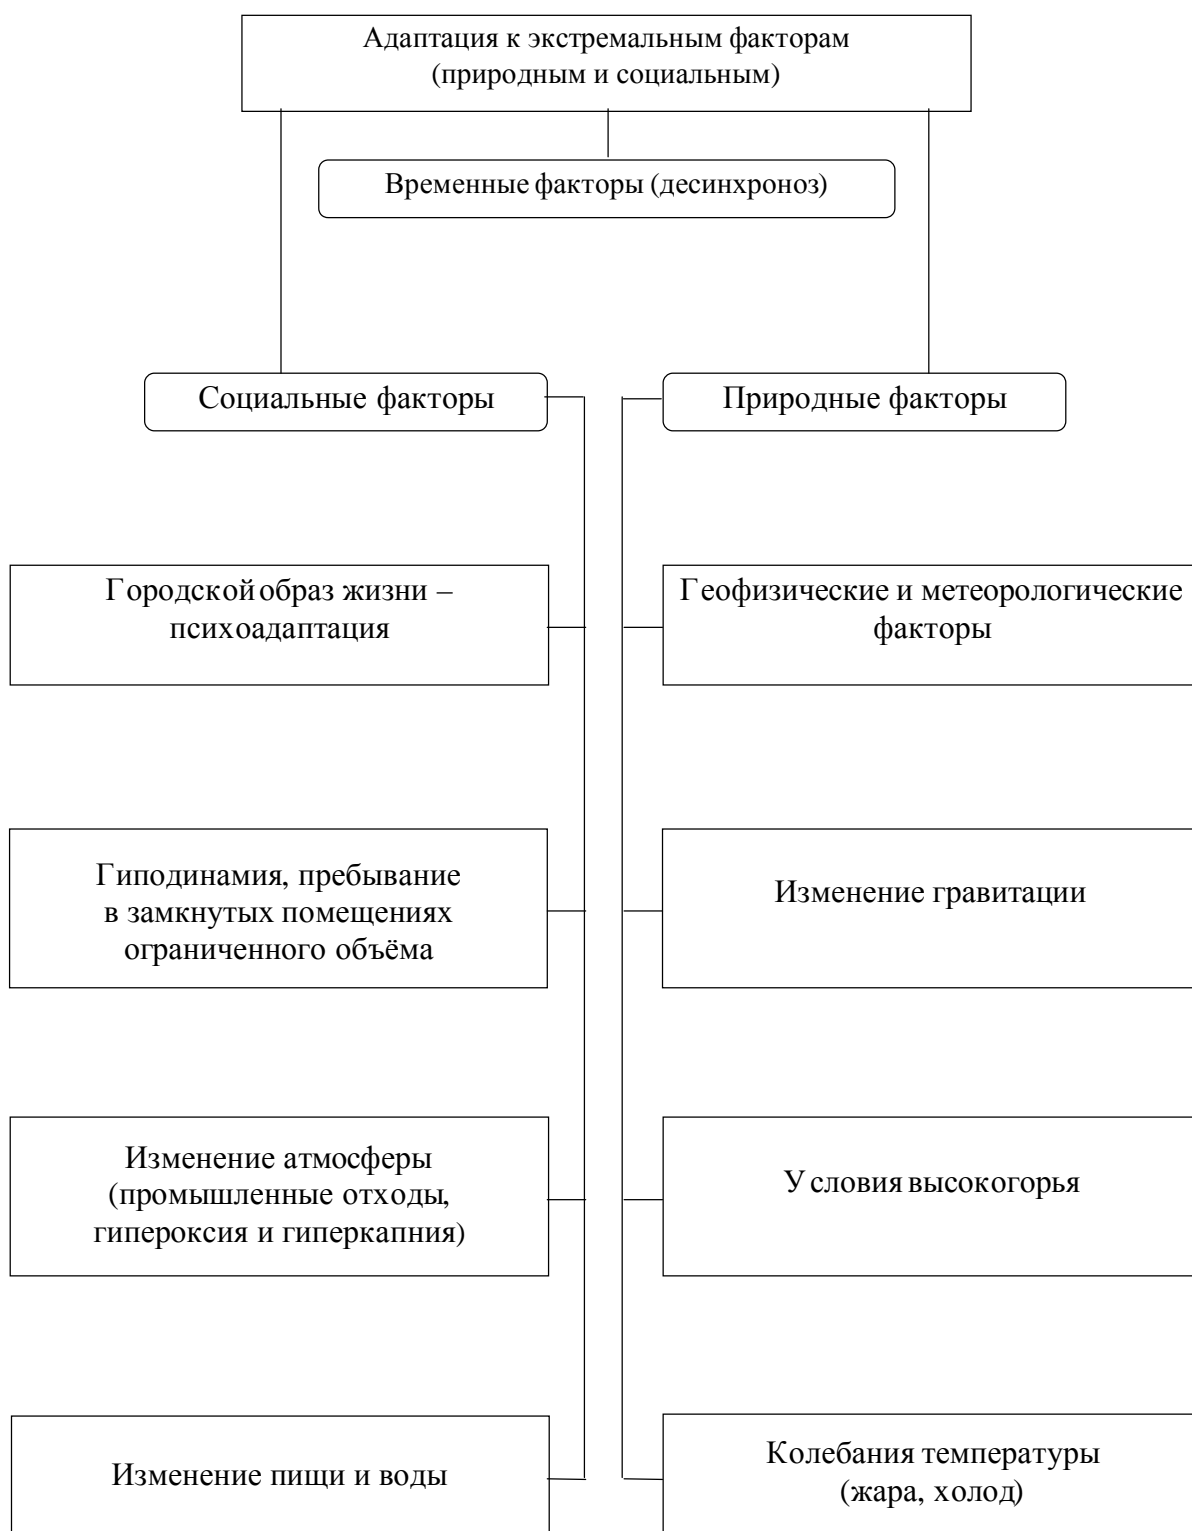 Адаптация к экстремальным факторам
(природным и социальным)
Временные факторы (десинхроноз)
Социальные факторы
Природные факторы
Городской образ жизни –
психоадаптация
Геофизические и метеорологические
факторы
Гиподинамия, пребывание
в замкнутых помещениях
ограниченного объёма
Изменение гравитации
Изменение атмосферы
(промышленные отходы,
гипероксия и гиперкапния)
Условия высокогорья
Изменение пищи и воды
Колебания температуры
(жара, холод)